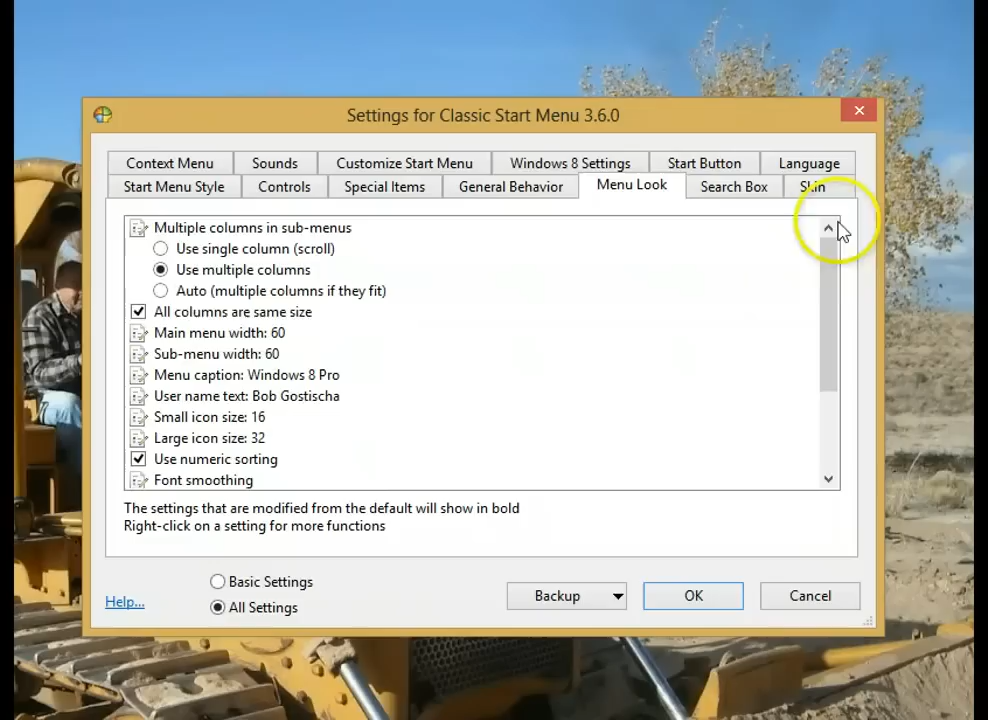 Settings for Classic Start Menu 3.6.0
Context Menu Sounds Customize Start Menu Windows 8 Settings Start Button Language
Start Menu Style Controls Special Items General Behavior Menu Look Search Box Skin
Multiple columns in sub-menus
Use single column (scroll)
Use multiple columns
Auto (multiple columns if they fit)
All columns are same size
Main menu width: 60
Sub-menu width: 60
Menu caption: Windows 8 Pro
User name text: Bob Gostischa
Small icon size: 16
Large icon size: 32
Use numeric sorting
Font smoothing
The settings that are modified from the default will show in bold
Right-click on a setting for more functions
Basic Settings
All Settings
Help...
Backup OK Cancel